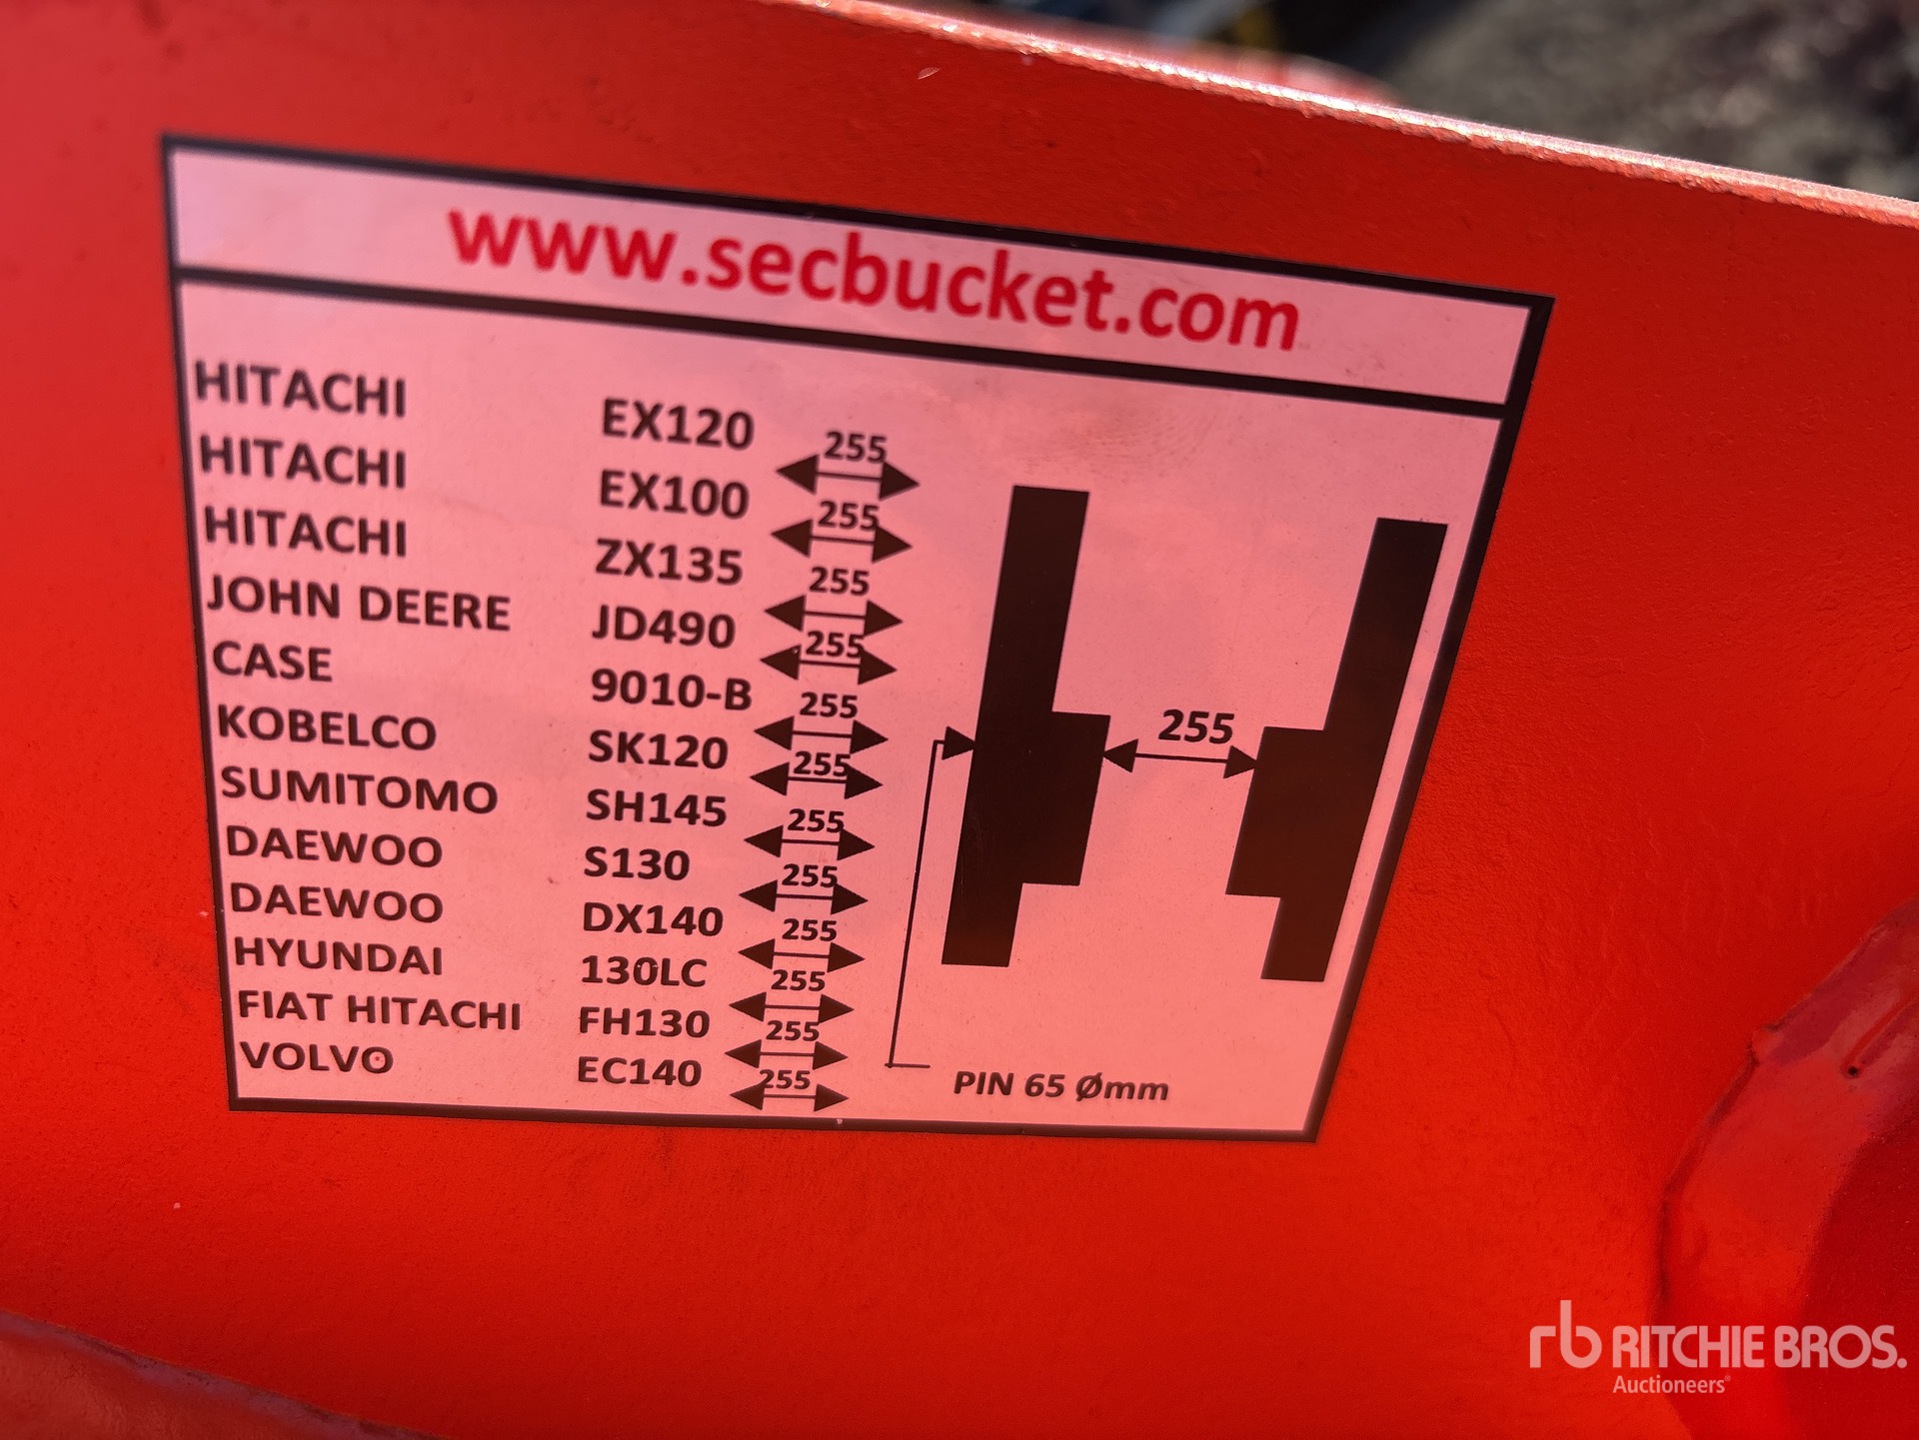 www.secbucket.com
HITACHI EX120 255
HITACHI EX100 255
HITACHI ZX135 255
JOHN DEERE JD490 255
CASE 9010-B 255
KOBELCO SK120 255
SUMITOMO SH145 255
DAEWOO S130 255
DAEWOO DX140 255
HYUNDAI 130LC 255
FIAT HITACHI FH130 255
VOLVO EC140 255
255
PIN 65 Ømm
rb RITCHIE BROS.
Auctioneers®